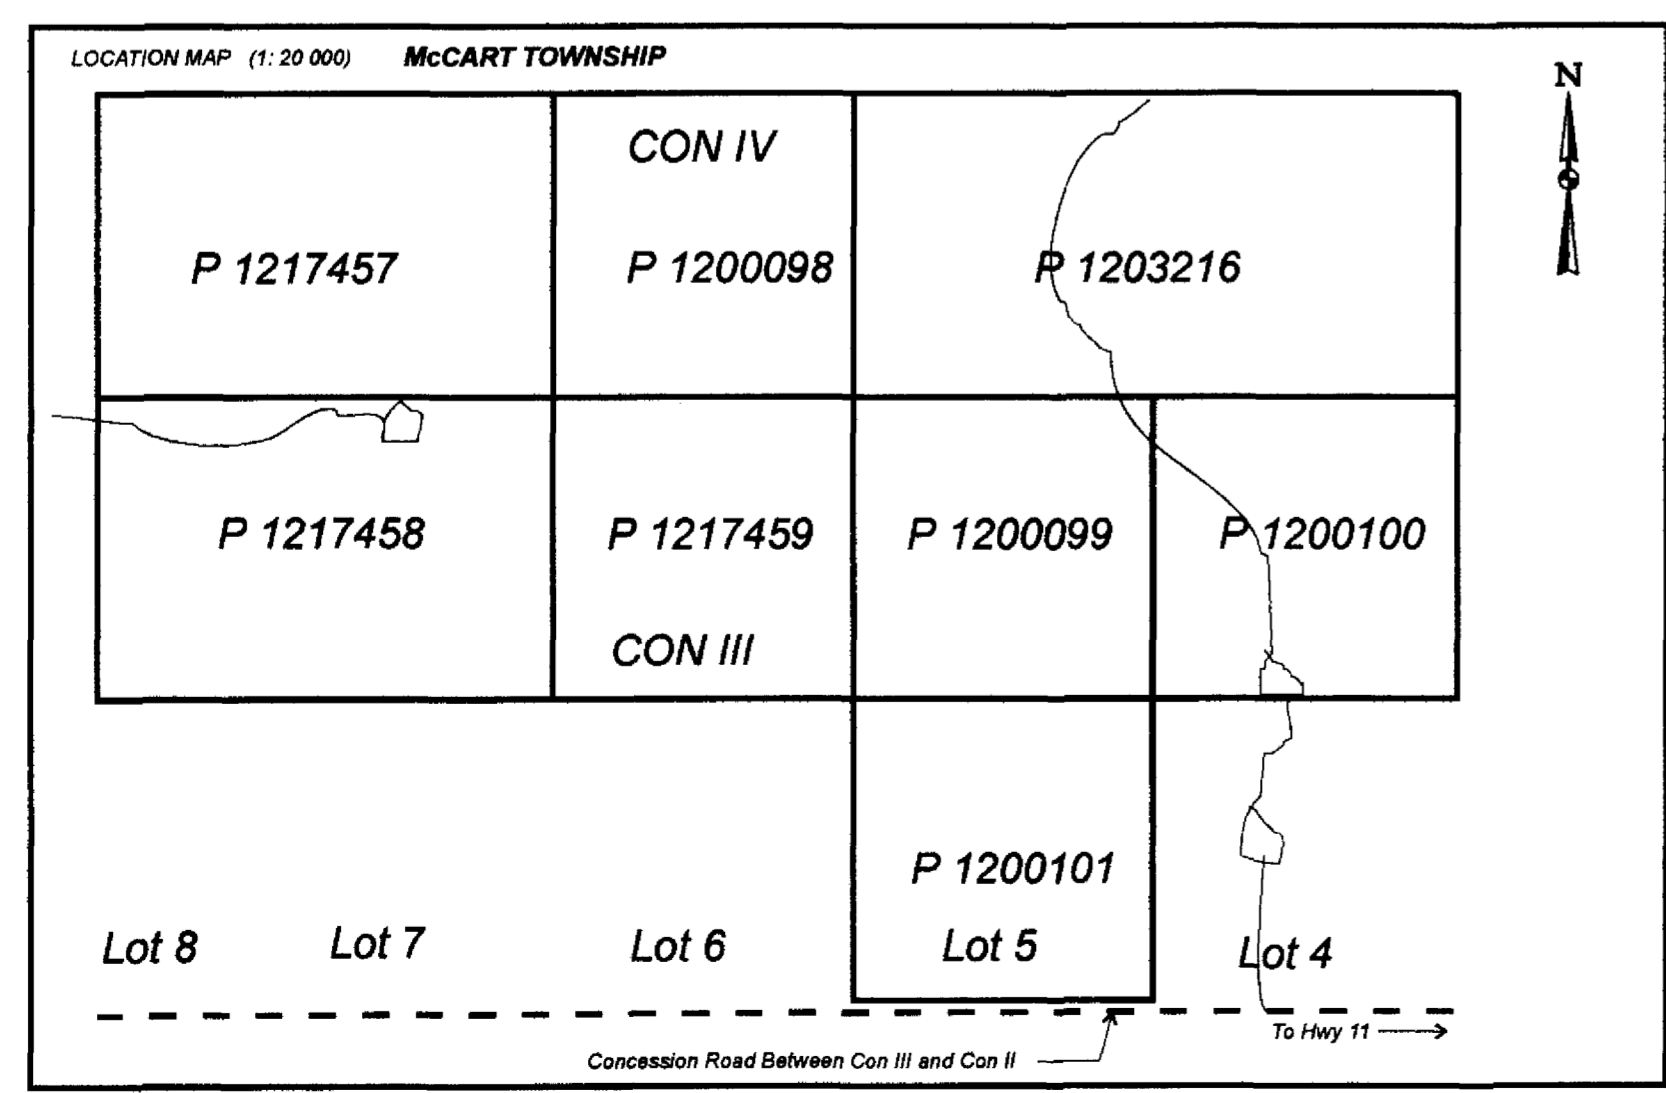 LOCATION MAP (1: 20 000) McCART TOWNSHIP
N
CON IV
P 1217457 P 1200098 P 1203216
P 1217458 P 1217459 P 1200099 P 1200100
CON III
P 1200101
Lot 8 Lot 7 Lot 6 Lot 5 Lot 4
To Hwy 11
Concession Road Between Con III and Con II